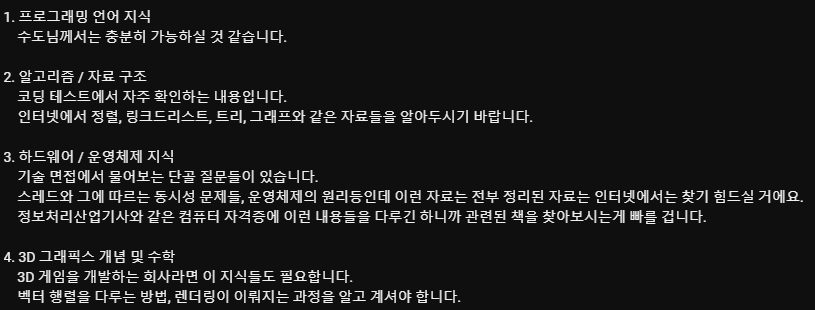 1. 프로그래밍 언어 지식
수도님께서는 충분히 가능하실 것 같습니다.
2. 알고리즘 / 자료 구조
코딩 테스트에서 자주 확인하는 내용입니다.
인터넷에서 정렬, 링크드리스트, 트리, 그래프와 같은 자료들을 알아두시기 바랍니다.
3. 하드웨어 / 운영체제 지식
기술 면접에서 물어보는 단골 질문들이 있습니다.
스레드와 그에 따르는 동시성 문제들, 운영체제의 원리등인데 이런 자료는 전부 정리된 자료는 인터넷에서는 찾기 힘드실 거에요.
정보처리산업기사와 같은 컴퓨터 자격증에 이런 내용들을 다루긴 하니까 관련된 책을 찾아보시는게 빠를 겁니다.
4. 3D 그래픽스 개념 및 수학
3D 게임을 개발하는 회사라면 이 지식들도 필요합니다.
벡터 행렬을 다루는 방법, 렌더링이 이뤄지는 과정을 알고 계셔야 합니다.